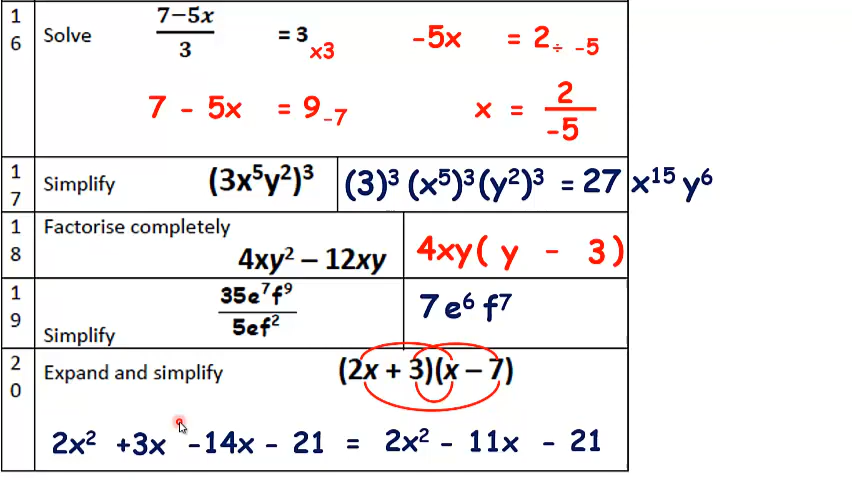 16 Solve (7−5x)/3 = 3 x3 -5x = 2 ÷ -5
7 - 5x = 9 -7 x = 2/-5
17 Simplify (3x⁵y²)³ (3)³ (x⁵)³ (y²)³ = 27 x¹⁵ y⁶
18 Factorise completely
4xy² – 12xy 4xy( y - 3)
19 Simplify 35e⁷f⁹/5ef² 7 e⁶ f⁷
20 Expand and simplify (2x + 3)(x – 7)
2x² +3x -14x - 21 = 2x² - 11x - 21